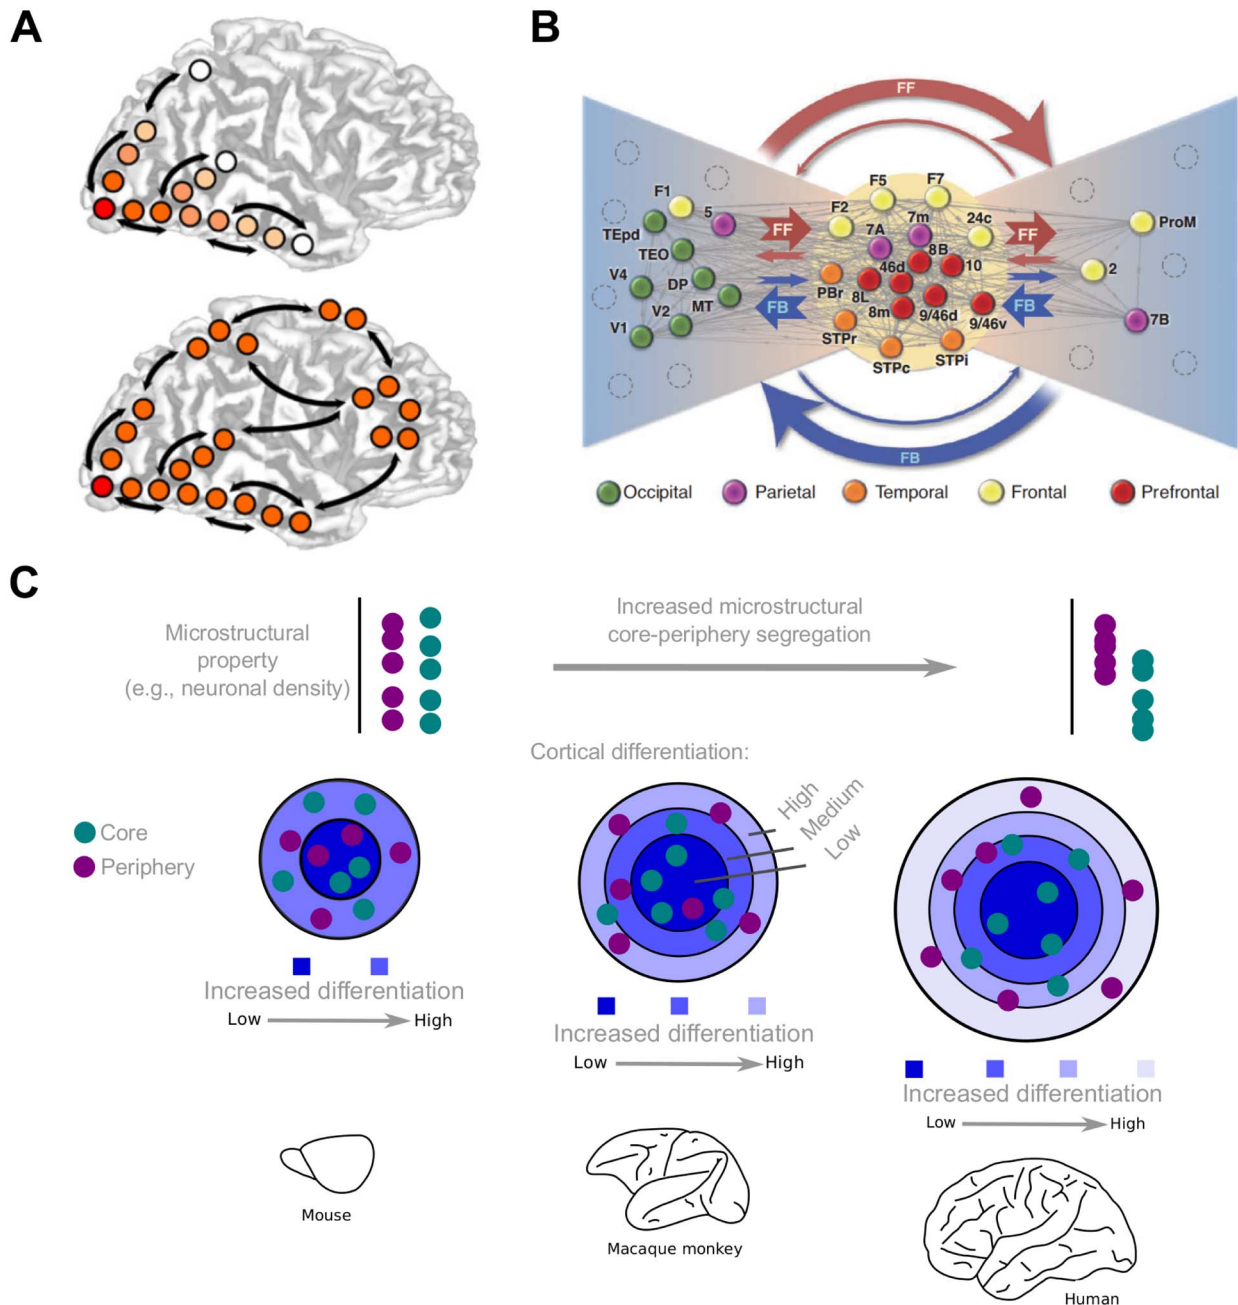 A
B
FF
F5
F7
F1
5
F2
7m
24c
ProM
TEpd
FF
7A
FF
TEO
8B
10
2
V4
DP
46d
PBr
8L
V2
MT
FB
8m
9/46d
9/46v
FB
7B
V1
STPr
STPc
STPi
FB
Occipital
Parietal
Temporal
Frontal
Prefrontal
C
Microstructural
property
(e.g., neuronal density)
Increased microstructural
core-periphery segregation
Cortical differentiation:
High
Medium
Low
Core
Periphery
Increased differentiation
Low
High
Increased differentiation
Low
High
Increased differentiation
Low
High
Mouse
Macaque monkey
Human